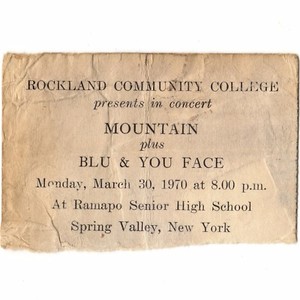 ROCKLAND COMMUNITY COLLEGE
presents in concert
MOUNTAIN
plus
BLU & YOU FACE
Monday, March 30, 1970 at 8.00 p.m.
At Ramapo Senior High School
Spring Valley, New York